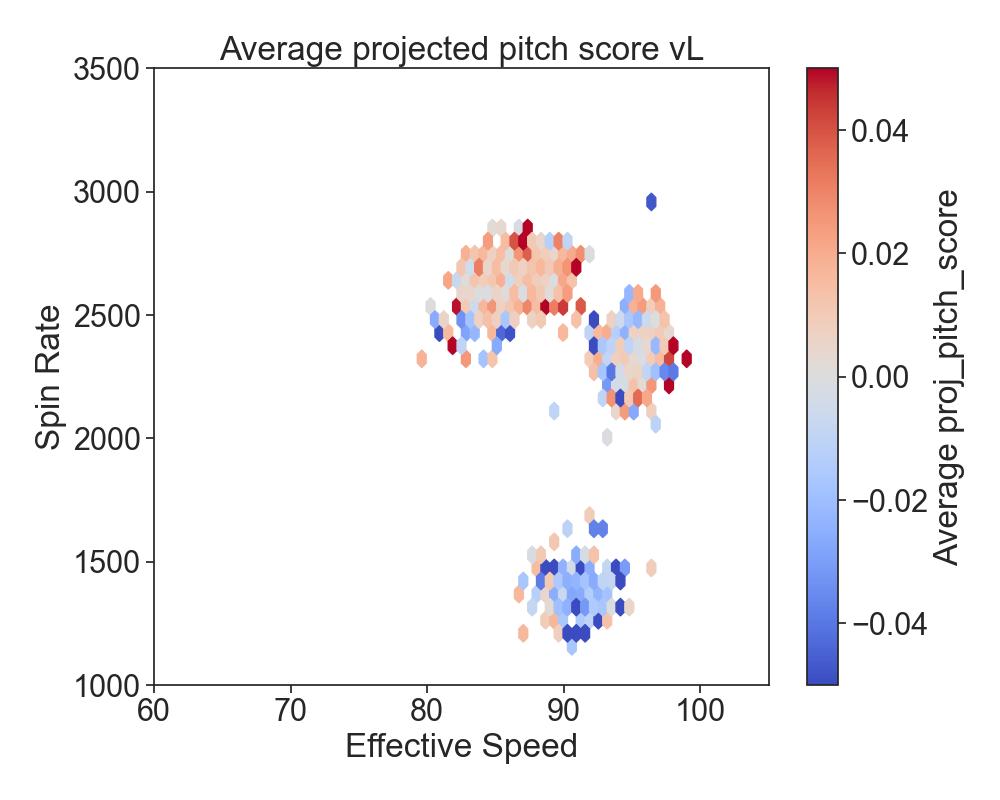 Average projected pitch score vL
3500
3000
2500
2000
1500
1000
Spin Rate
60 70 80 90 100
Effective Speed
0.04
0.02
0.00
−0.02
−0.04
Average proj_pitch_score